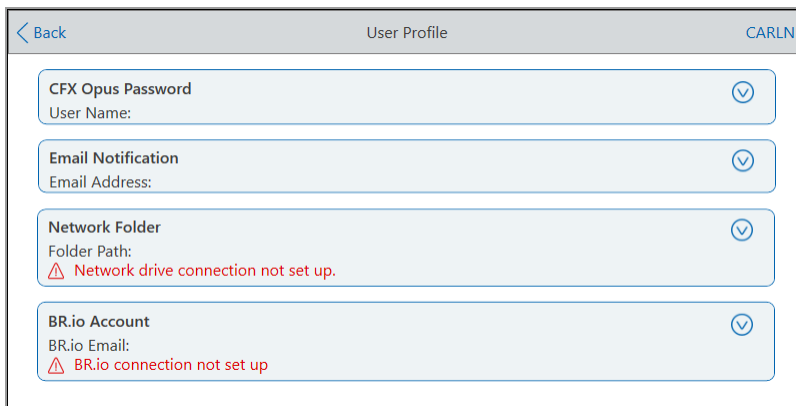 Back User Profile CARLN
CFX Opus Password
User Name:
Email Notification
Email Address:
Network Folder
Folder Path:
Network drive connection not set up.
BR.io Account
BR.io Email:
BR.io connection not set up